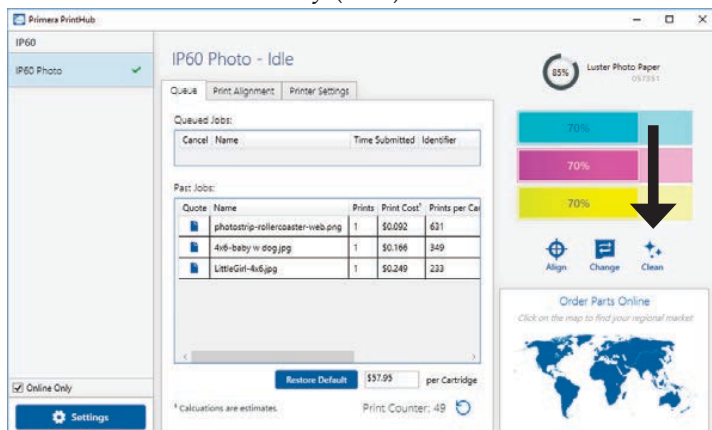 Primera PrintHub
IP60
IP60 Photo
IP60 Photo - Idle
Queue Print Alignment Printer Settings
Queued Jobs:
Cancel Name Time Submitted Identifier
Past Jobs:
Quote Name Prints Print Cost* Prints per Ca
photostrip-rollercoaster-web.png 1 $0.092 631
4x6-baby w dog.jpg 1 $0.166 349
LittleGirl-4x6.jpg 1 $0.249 233
Restore Default $57.95 per Cartridge
* Calcuations are estimates. Print Counter: 49
Online Only
Settings
85% Luster Photo Paper
057351
70%
70%
70%
Align Change Clean
Order Parts Online
Click on the map to find your regional market